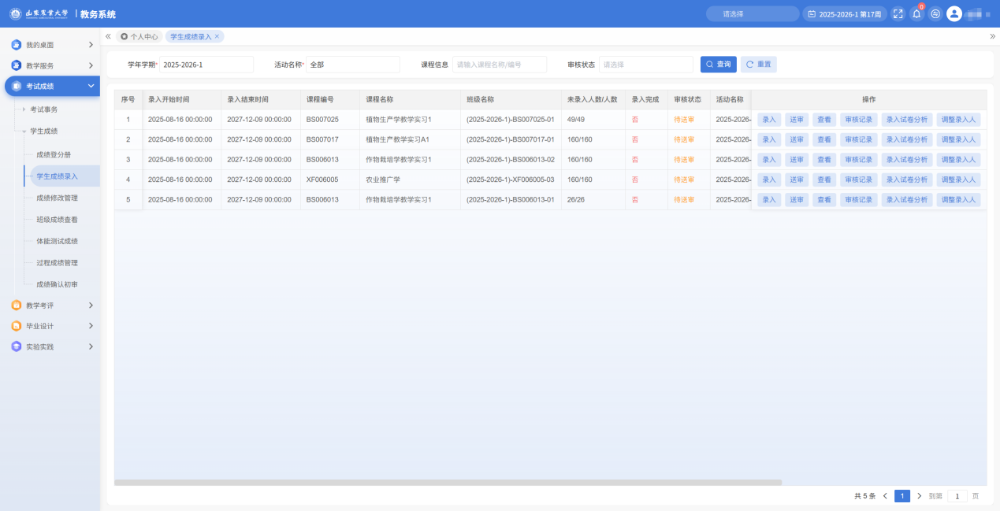 山东农业大学 教务系统 请选择 2025-2026-1 第17周 0
我的桌面
教学服务
考试成绩
考试事务
学生成绩
成绩登分册
学生成绩录入
成绩修改管理
班级成绩查看
体能测试成绩
过程成绩管理
成绩确认初审
教学考评
毕业设计
实验实践
个人中心 学生成绩录入 ×
学年学期* 2025-2026-1 活动名称* 全部 课程信息 请输入课程名称/编号 审核状态 请选择 查询 重置
序号 录入开始时间 录入结束时间 课程编号 课程名称 班级名称 未录入人数/人数 录入完成 审核状态 活动名称 操作
1 2025-08-16 00:00:00 2027-12-09 00:00:00 BS007025 植物生产学教学实习1 (2025-2026-1)-BS007025-01 49/49 否 待送审 2025-2026- 录入 送审 查看 审核记录 录入试卷分析 调整录入人
2 2025-08-16 00:00:00 2027-12-09 00:00:00 BS007017 植物生产教学实习A1 (2025-2026-1)-BS007017-01 160/160 否 待送审 2025-2026- 录入 送审 查看 审核记录 录入试卷分析 调整录入人
3 2025-08-16 00:00:00 2027-12-09 00:00:00 BS006013 作物栽培学教学实习1 (2025-2026-1)-BS006013-02 160/160 否 待送审 2025-2026- 录入 送审 查看 审核记录 录入试卷分析 调整录入人
4 2025-08-16 00:00:00 2027-12-09 00:00:00 XF006005 农业推广学 (2025-2026-1)-XF006005-03 160/160 否 待送审 2025-2026- 录入 送审 查看 审核记录 录入试卷分析 调整录入人
5 2025-08-16 00:00:00 2027-12-09 00:00:00 BS006013 作物栽培学教学实习1 (2025-2026-1)-BS006013-01 26/26 否 待送审 2025-2026- 录入 送审 查看 审核记录 录入试卷分析 调整录入人
共 5 条 1 到第 1 页